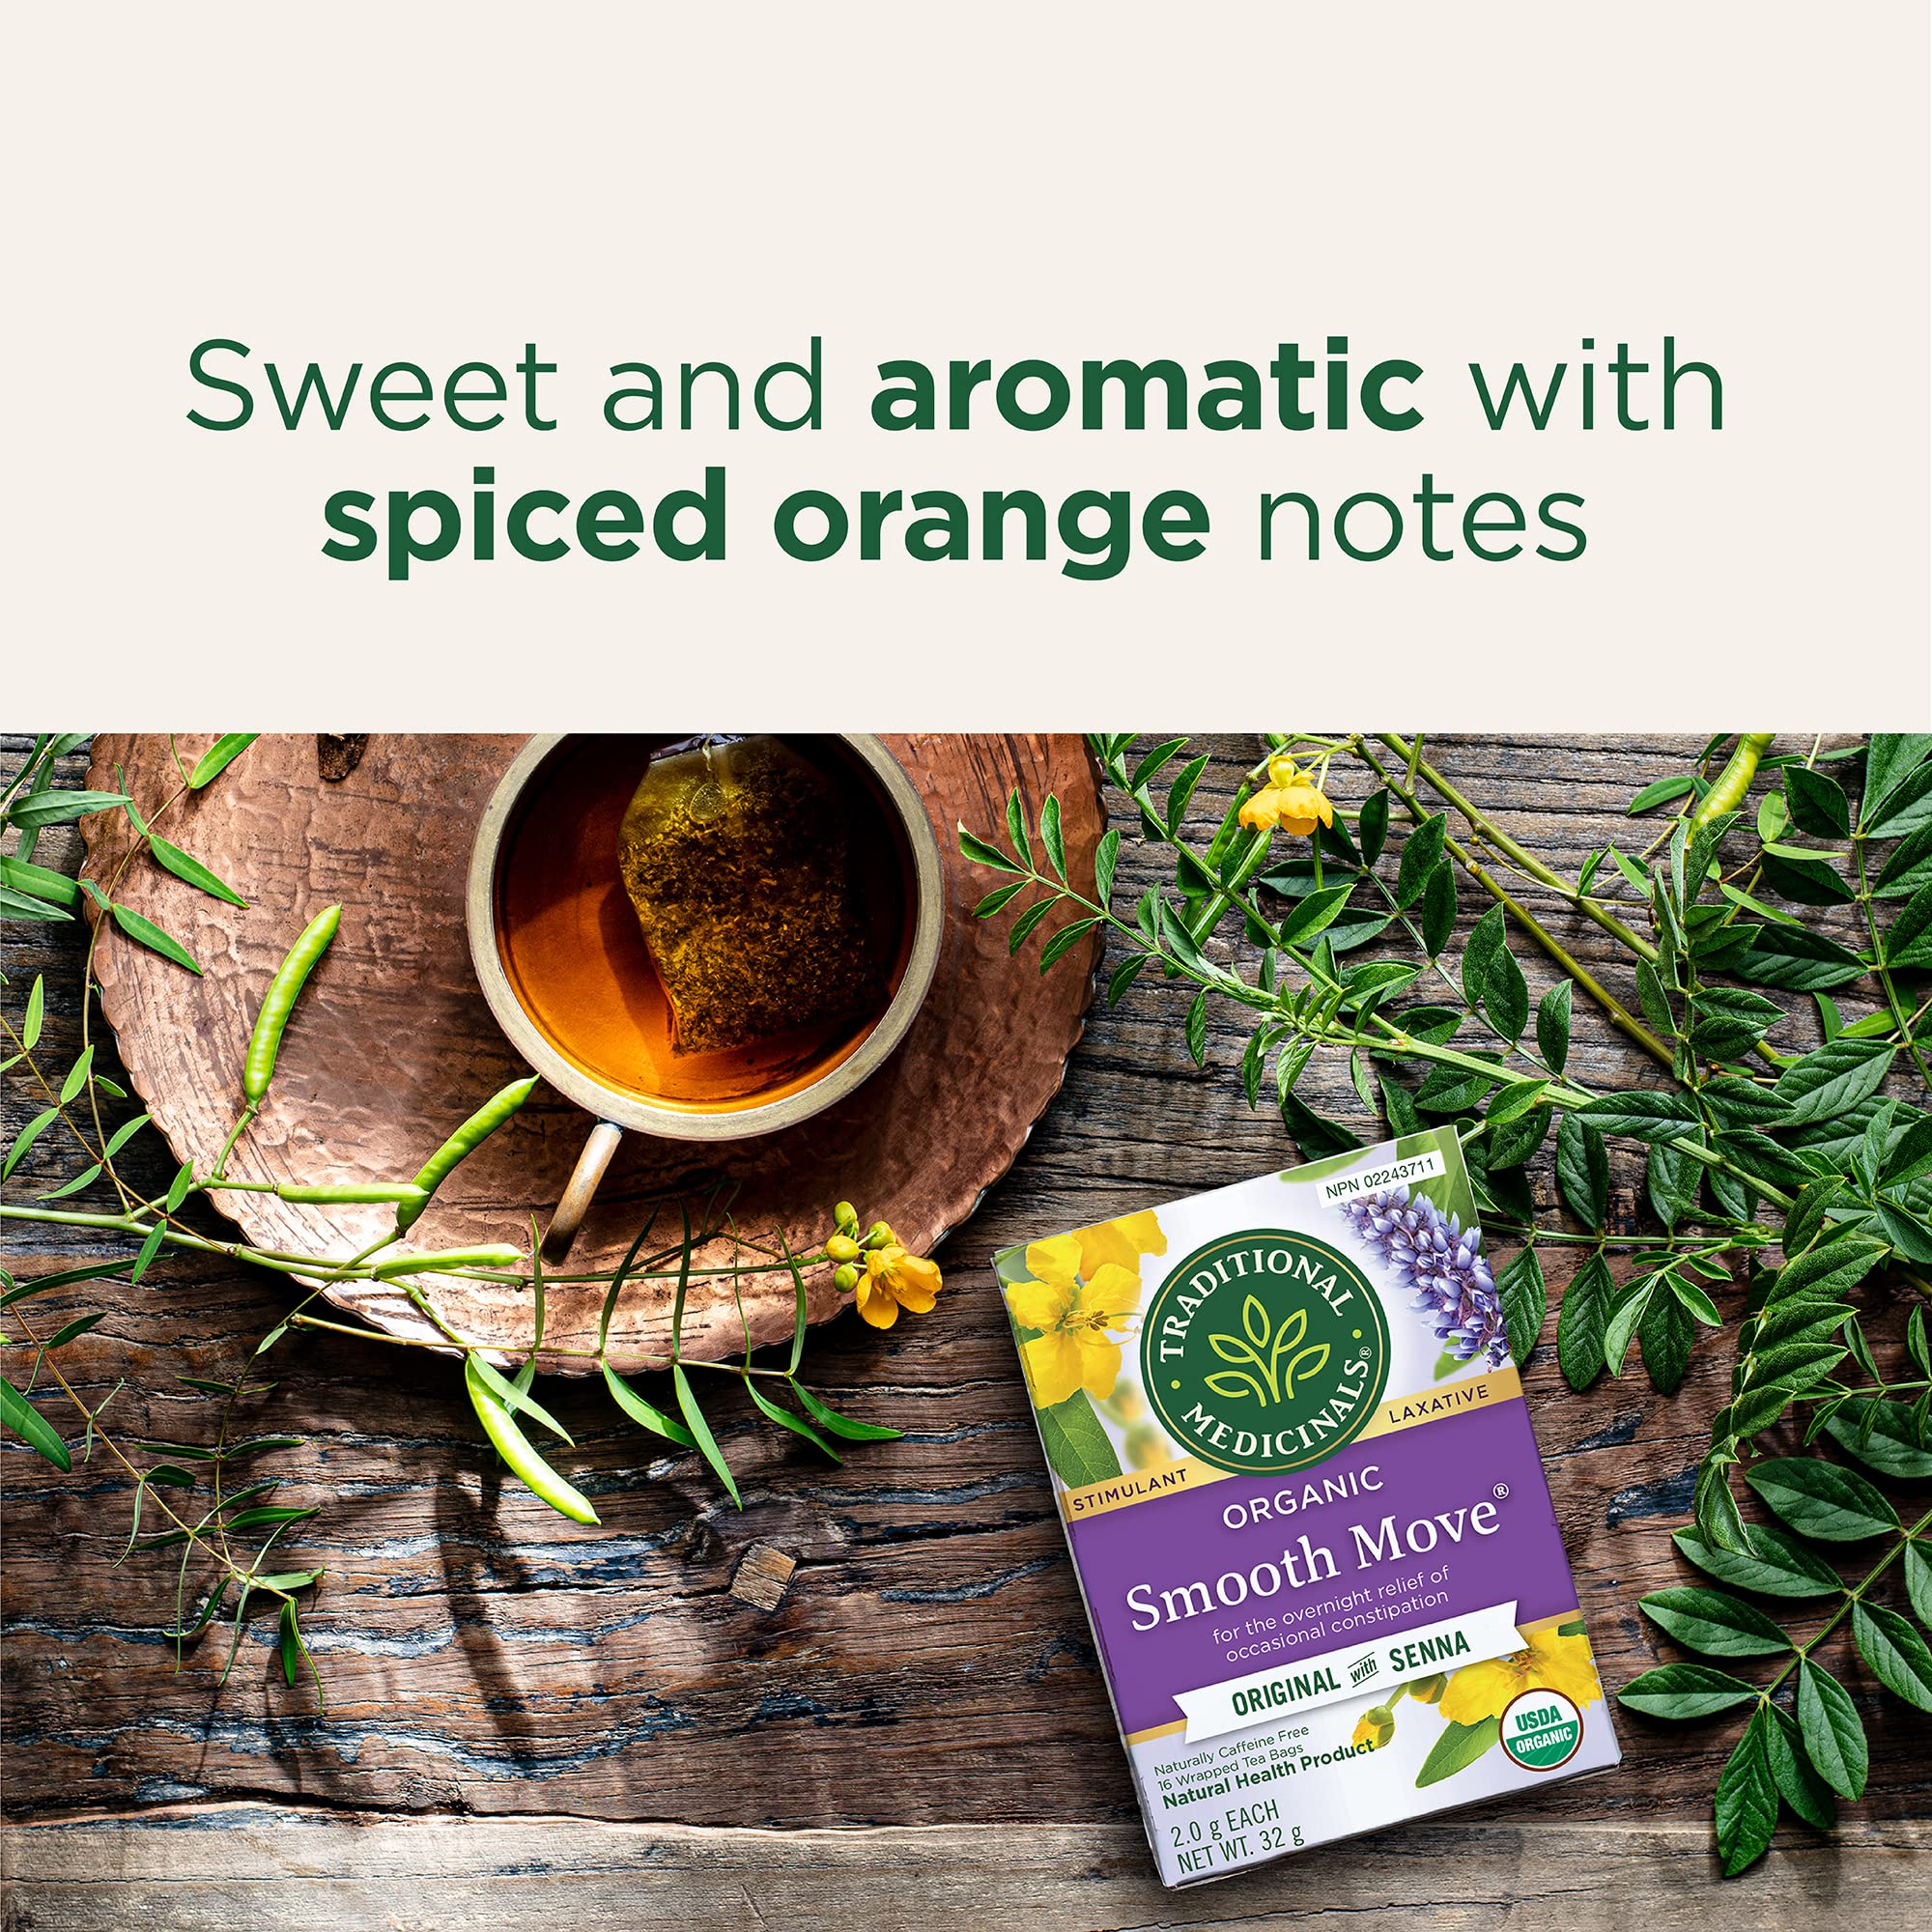 Sweet and aromatic with
spiced orange notes
NPN 02243711
TRADITIONAL
MEDICINALS®
STIMULANT
LAXATIVE
ORGANIC
Smooth Move®
for the overnight relief of
occasional constipation
ORIGINAL with SENNA
Naturally Caffeine Free
16 Wrapped Tea Bags
Natural Health Product
2.0 g EACH
NET WT. 32 g
USDA
ORGANIC